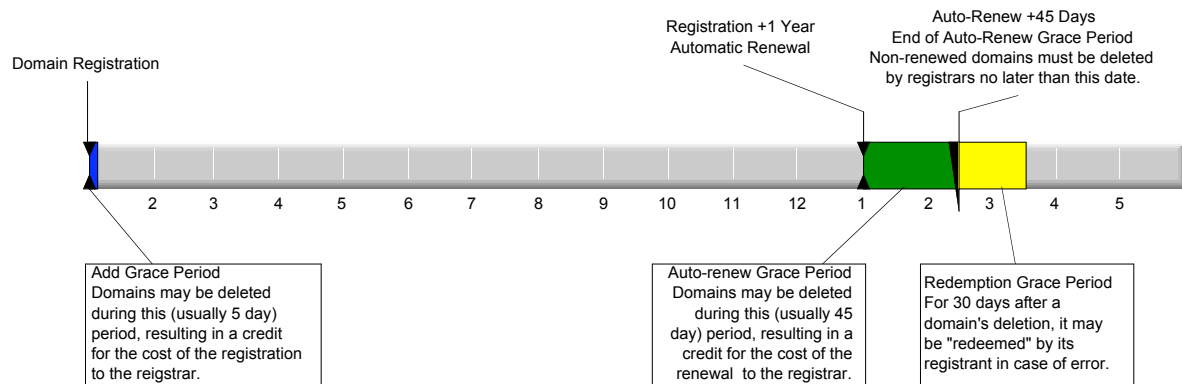 Domain Registration
Registration +1 Year
Automatic Renewal
Auto-Renew +45 Days
End of Auto-Renew Grace Period
Non-renewed domains must be deleted
by registrars no later than this date.
2 3 4 5 6 7 8 9 10 11 12 1 2 3 4 5
Add Grace Period
Domains may be deleted
during this (usually 5 day)
period, resulting in a credit
for the cost of the registration
to the reigstrar.
Auto-renew Grace Period
Domains may be deleted
during this (usually 45
day) period, resulting in a
credit for the cost of the
renewal to the registrar.
Redemption Grace Period
For 30 days after a
domain's deletion, it may
be "redeemed" by its
registrant in case of error.